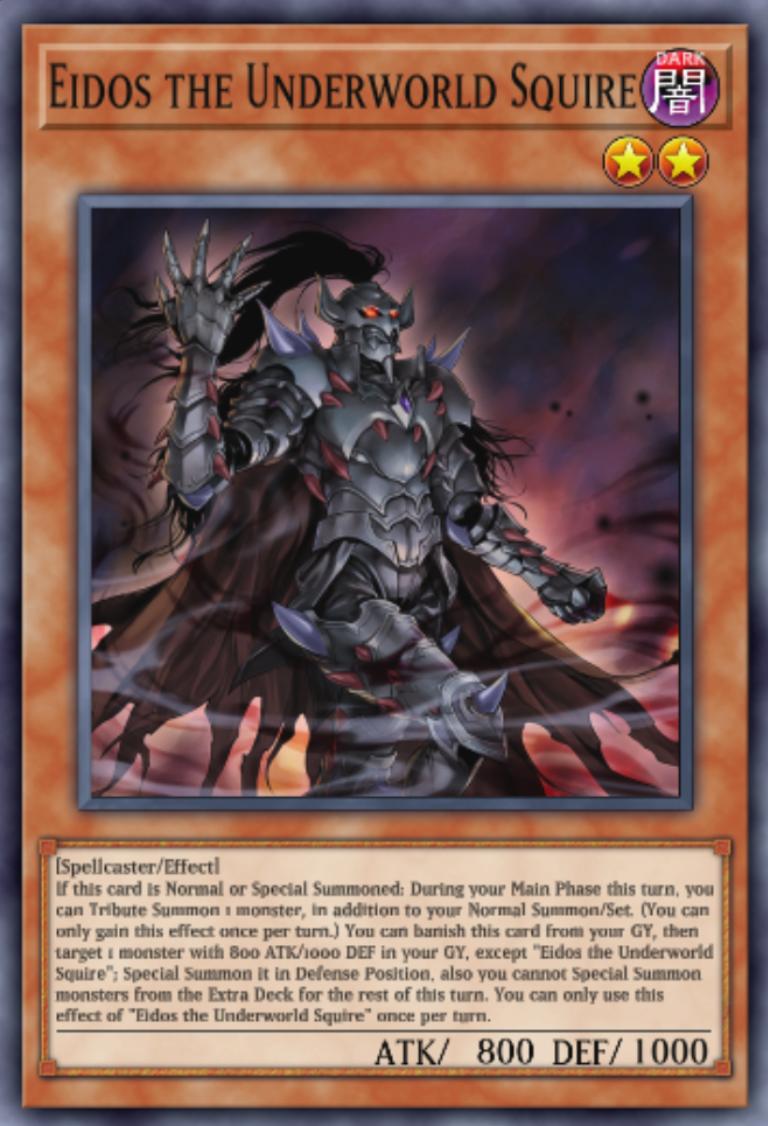 EIDOS THE UNDERWORLD SQUIRE
DARK
闇
[Spellcaster/Effect]
If this card is Normal or Special Summoned: During your Main Phase this turn, you
can Tribute Summon 1 monster, in addition to your Normal Summon/Set. (You can
only gain this effect once per turn.) You can banish this card from your GY, then
target 1 monster with 800 ATK/1000 DEF in your GY, except "Eidos the Underworld
Squire"; Special Summon it in Defense Position, also you cannot Special Summon
monsters from the Extra Deck for the rest of this turn. You can only use this
effect of "Eidos the Underworld Squire" once per turn.
ATK/ 800 DEF/ 1000